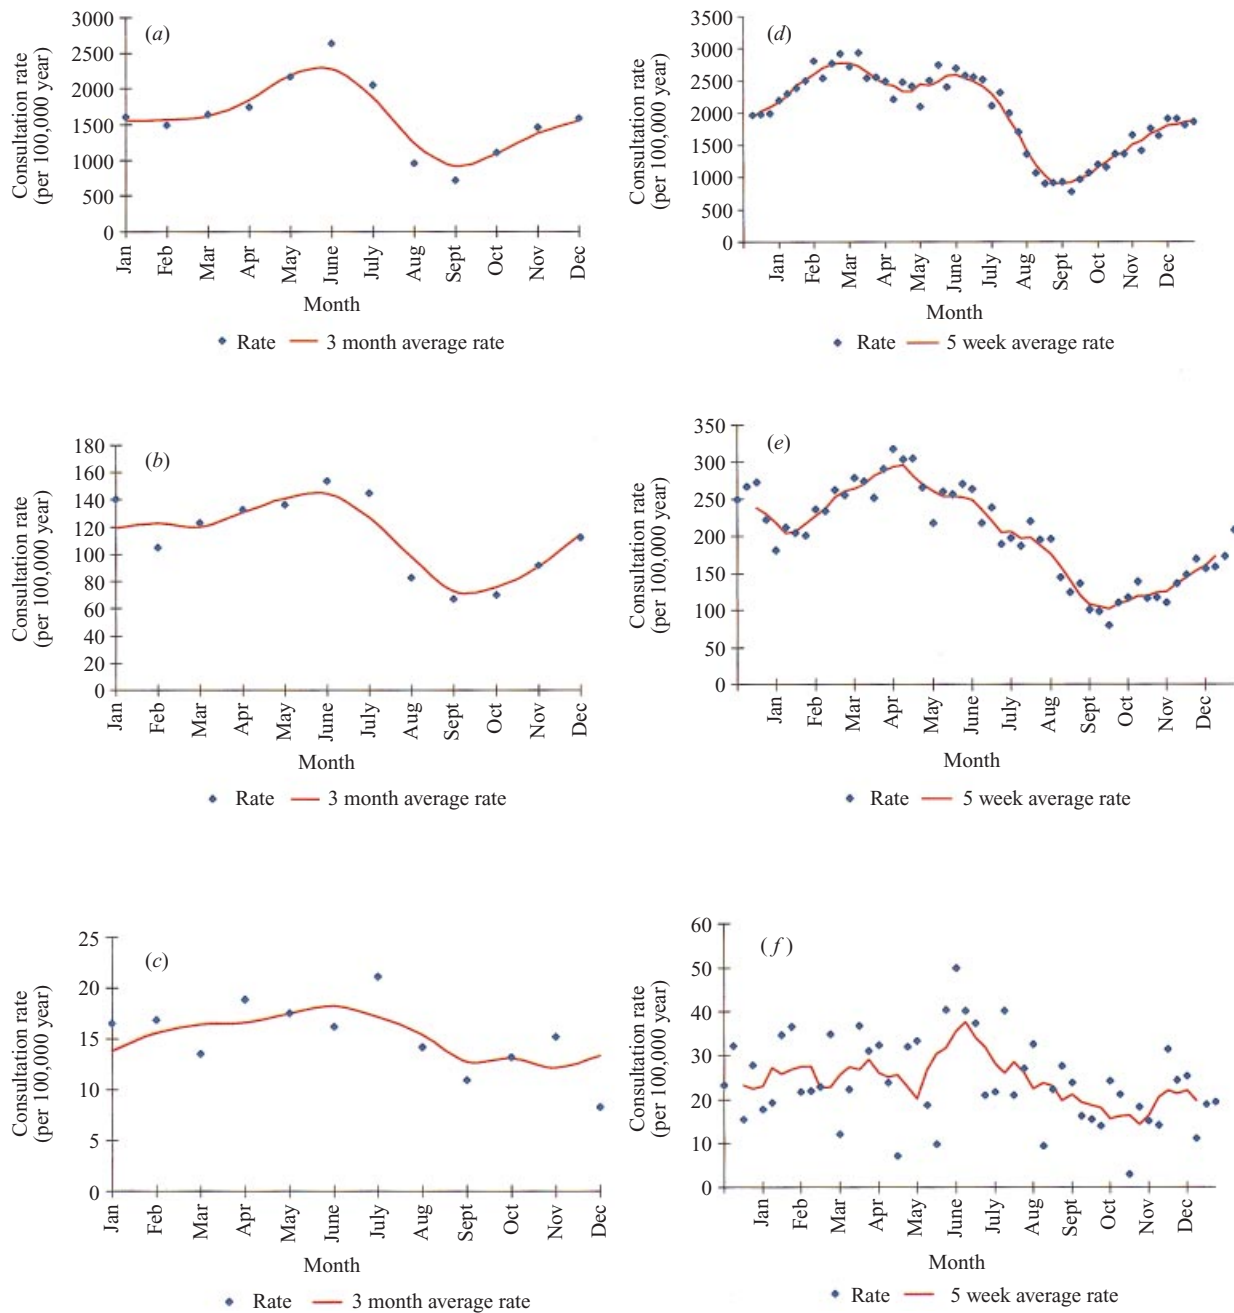 (a)
Consultation rate
(per 100,000 year)
3000
2500
2000
1500
1000
500
0
Jan Feb Mar Apr May June July Aug Sept Oct Nov Dec
Month
Rate 3 month average rate
(d)
Consultation rate
(per 100,000 year)
3500
3000
2500
2000
1500
1000
500
0
Jan Feb Mar Apr May June July Aug Sept Oct Nov Dec
Month
Rate 5 week average rate
(b)
Consultation rate
(per 1000,000 year)
180
160
140
120
100
80
60
40
20
0
Jan Feb Mar Apr May June July Aug Sept Oct Nov Dec
Month
Rate 3 month average rate
(e)
Consultation rate
(per 100,000 year)
350
300
250
200
150
100
50
0
Jan Feb Mar Apr May June July Aug Sept Oct Nov Dec
Month
Rate 5 week average rate
(c)
Consultation rate
(per 100,000 year)
25
20
15
10
5
0
Jan Feb Mar Apr May June July Aug Sept Oct Nov Dec
Month
Rate 3 month average rate
(f)
Consultation rate
(per 100,000 year)
60
50
40
30
20
10
0
Jan Feb Mar Apr May June July Aug Sept Oct Nov Dec
Month
Rate 5 week average rate